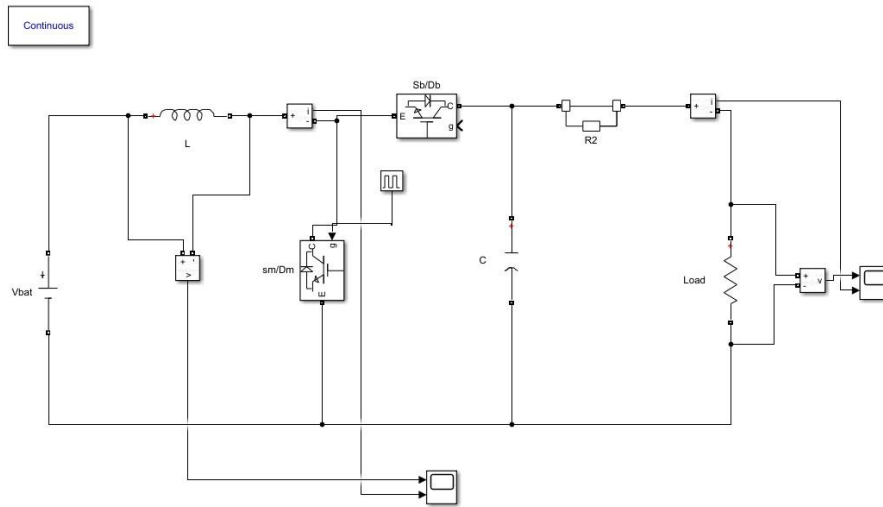 Continuous
Sb/Db
C
E
g
+
i
-
+
L
+
i
-
R2
C
g
sm/Dm
E
+
-
v
+
Vbat
+
C
+
Load
+
-
v